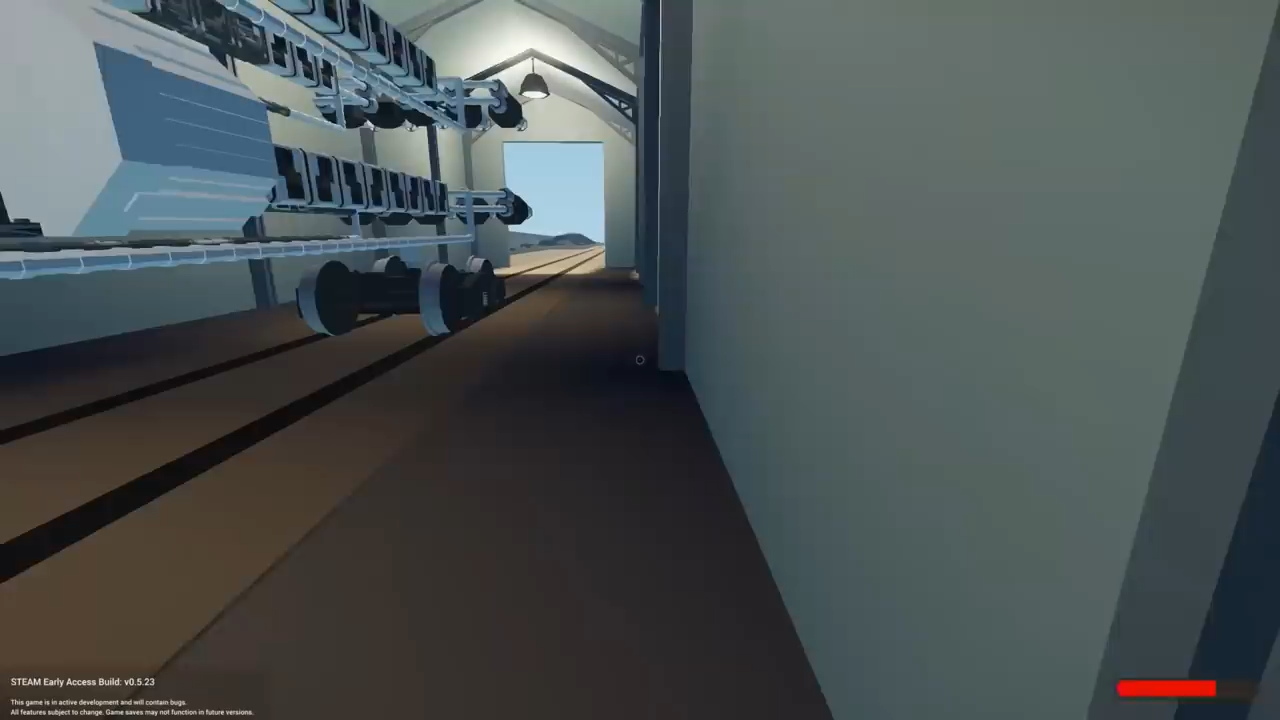 STEAM Early Access Build: v0.5.23
This game is in active development and will contain bugs.
All features subject to change. Game saves may not function in future versions.